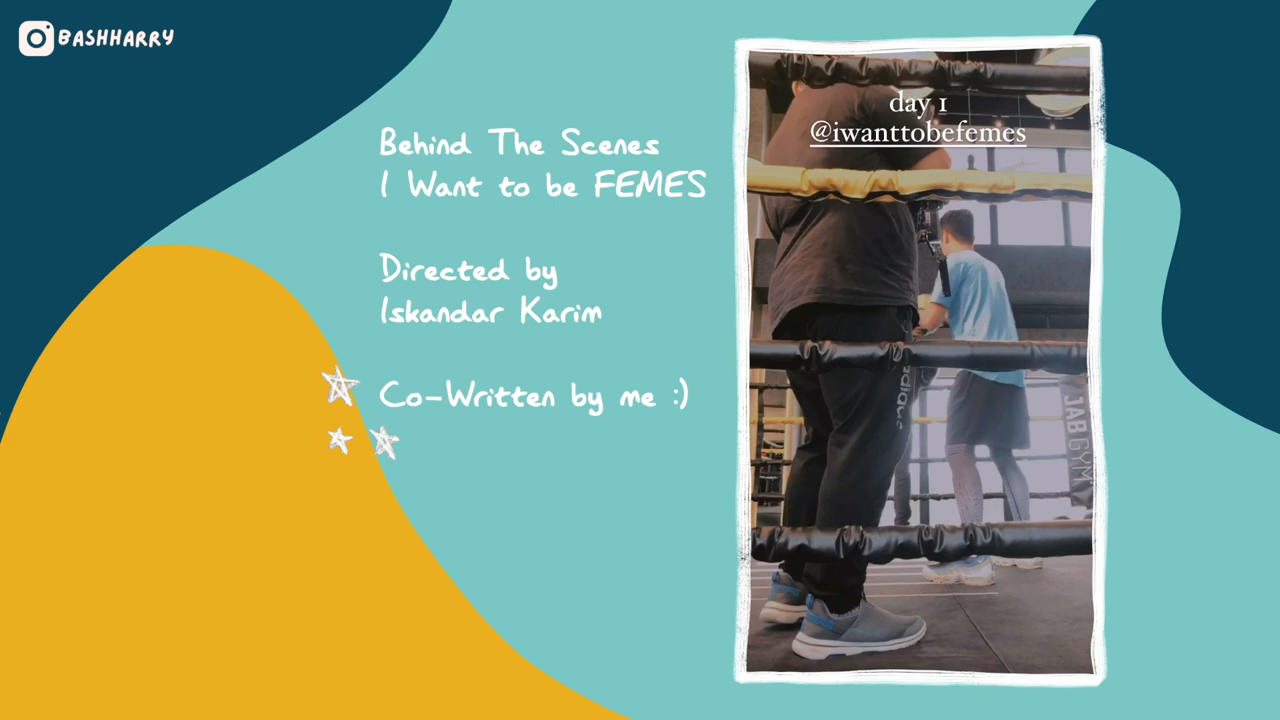 BASHHARRY
Behind The Scenes
I Want to be FEMES
Directed by
Iskandar Karim
Co-Written by me :)
day 1
@iwanttobefemes
adidas
JAB GYM